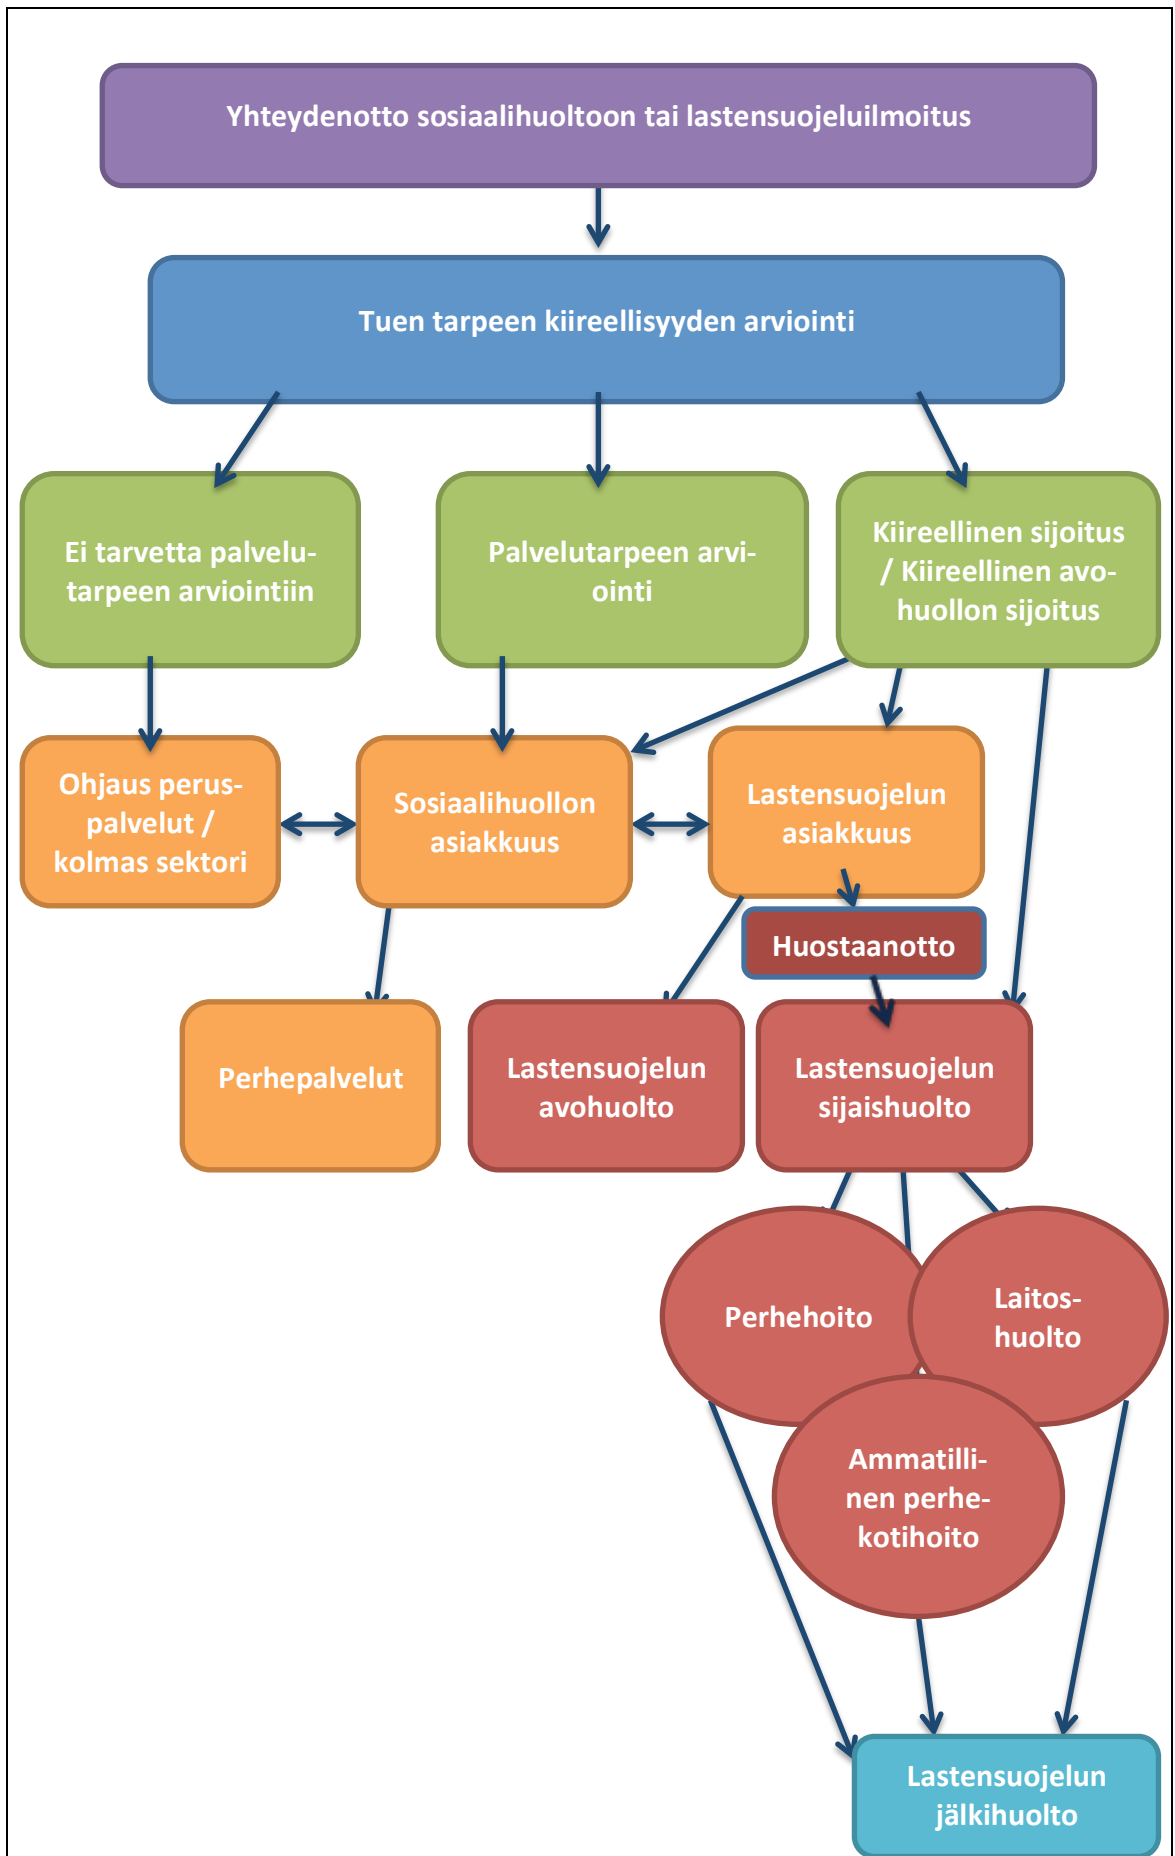 Yhteydenotto sosiaalihuoltoon tai lastensuojeluilmoitus
Tuen tarpeen kiireellisyyden arviointi
Ei tarvetta palvelu-
tarpeen arviointiin
Palvelutarpeen arvi-
ointi
Kiireellinen sijoitus
/ Kiireellinen avo-
huollon sijoitus
Ohjaus perus-
palvelut /
kolmas sektori
Sosiaalihuollon
asiakkuus
Lastensuojelun
asiakkuus
Huostaanotto
Perhepalvelut
Lastensuojelun
avohuolto
Lastensuojelun
sijaishuolto
Perhehoito
Laitos-
huolto
Ammatilli-
nen perhe-
kotihoito
Lastensuojelun
jälkihuolto